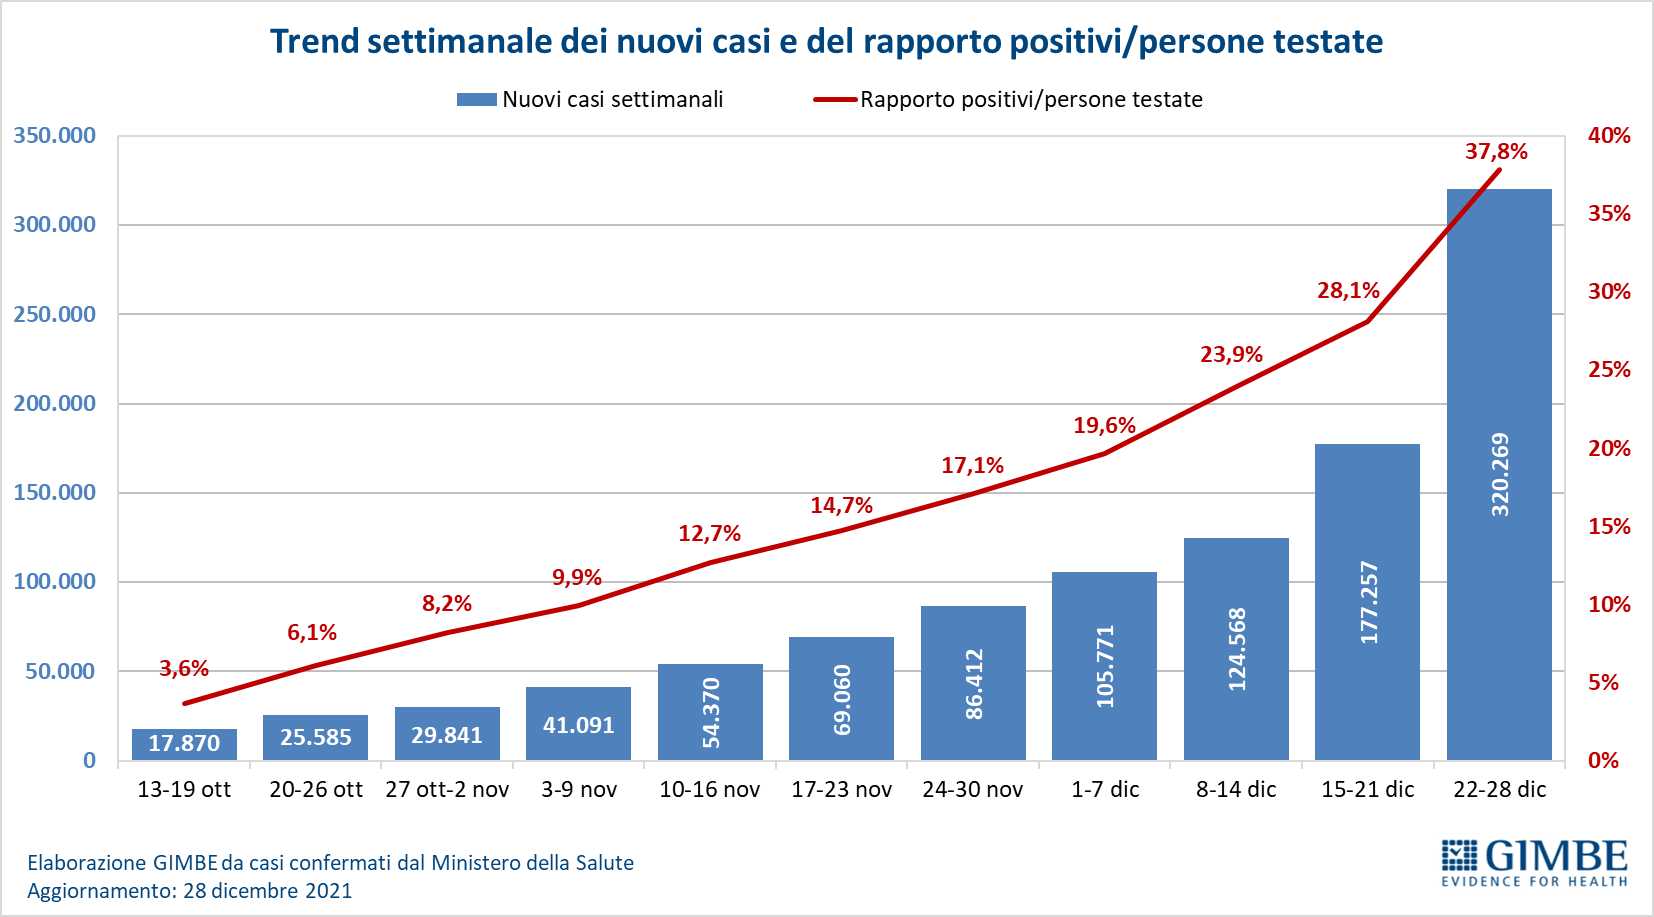 Trend settimanale dei nuovi casi e del rapporto positivi/persone testate
Nuovi casi settimanali
Rapporto positivi/persone testate
350.000
300.000
250.000
200.000
150.000
100.000
50.000
0
40%
35%
30%
25%
20%
15%
10%
5%
0%
3,6%
6,1%
8,2%
9,9%
12,7%
14,7%
17,1%
19,6%
23,9%
28,1%
37,8%
17.870
25.585
29.841
41.091
54.370
69.060
86.412
105.771
124.568
177.257
320.269
13-19 ott
20-26 ott
27 ott-2 nov
3-9 nov
10-16 nov
17-23 nov
24-30 nov
1-7 dic
8-14 dic
15-21 dic
22-28 dic
Elaborazione GIMBE da casi confermati dal Ministero della Salute
Aggiornamento: 28 dicembre 2021
GIMBE
EVIDENCE FOR HEALTH